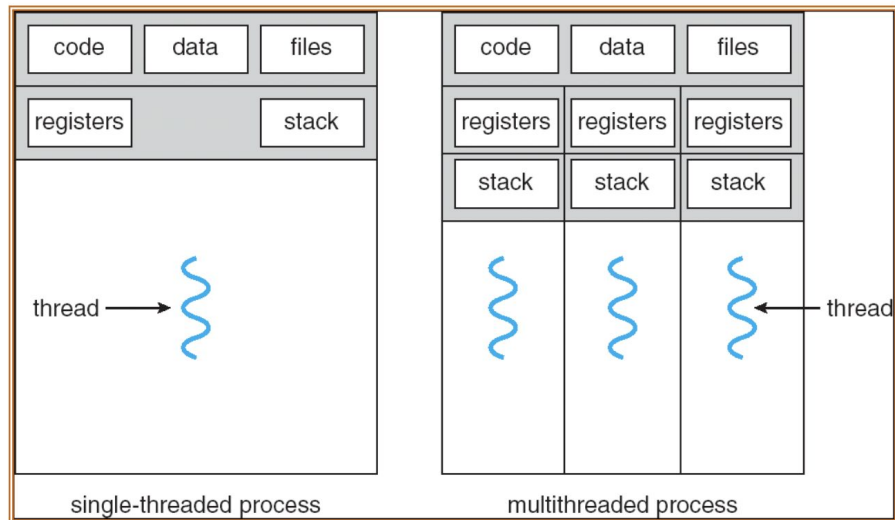 code data files code data files
registers stack registers registers registers
stack stack stack
thread thread
single-threaded process multithreaded process